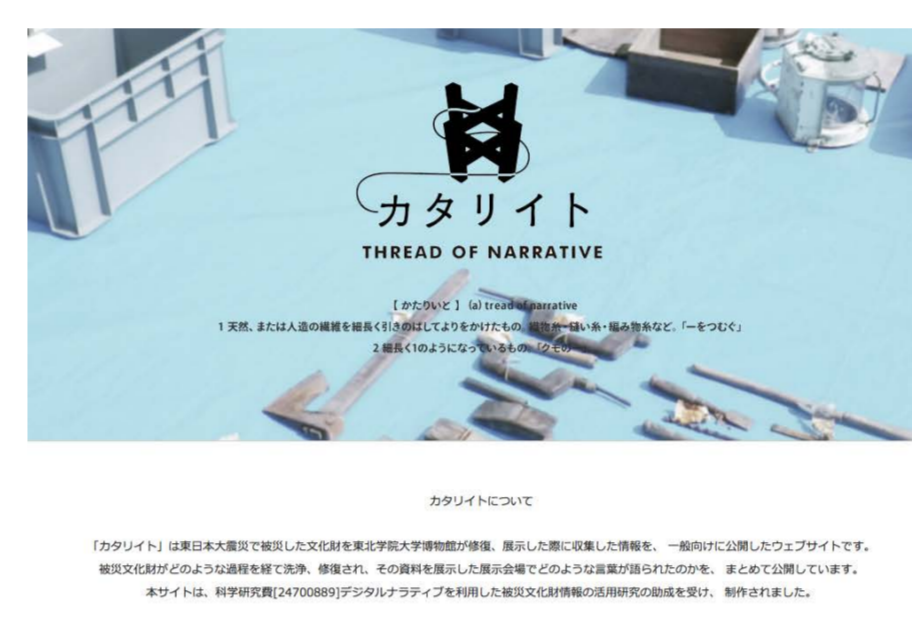 カタリイト
THREAD OF NARRATIVE
【 かたりいと 】 (a) tread of narrative
1 天然、または人造の繊維を細長く引きのばしてよりをかけたもの。織物糸・縫い糸・編み物糸など。「―をつむぐ」
2 細長く1のようになっているもの。「クモの
カタリイトについて
「カタリイト」は東日本大震災で被災した文化財を東北学院大学博物館が修復、展示した際に収集した情報を、 一般向けに公開したウェブサイトです。
被災文化財がどのような過程を経て洗浄、修復され、その資料を展示した展示会場でどのような言葉が語られたのかを、 まとめて公開しています。
本サイトは、科学研究費[24700889]デジタルナラティブを利用した被災文化財情報の活用研究の助成を受け、 制作されました。